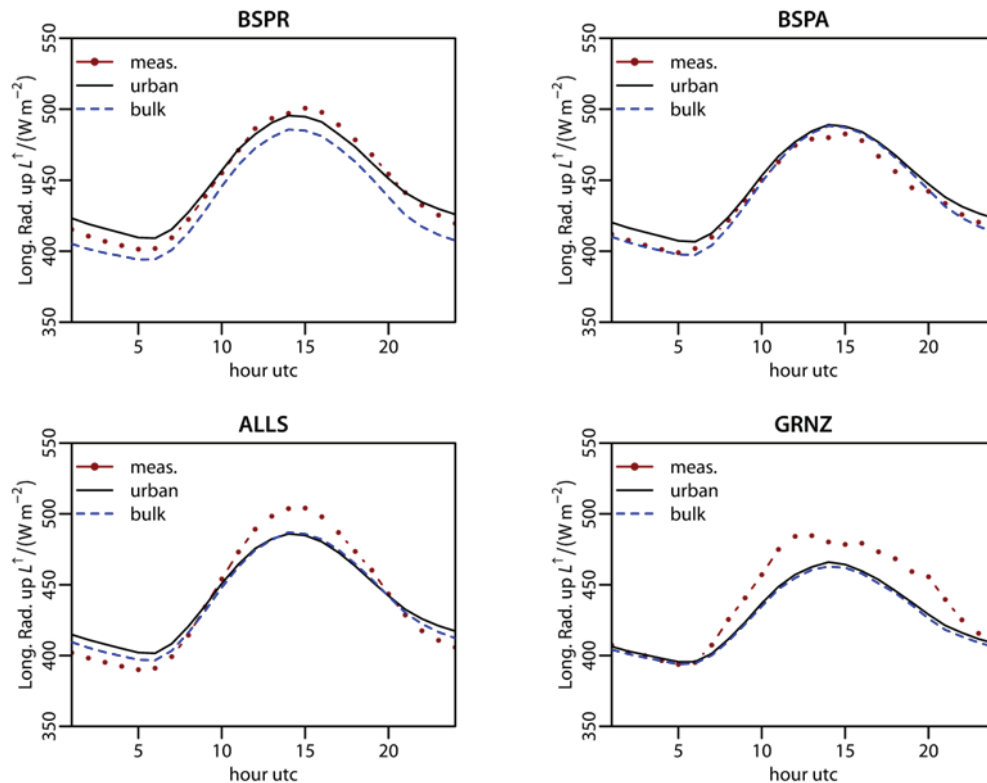 BSPR
550
500
450
400
350
Long. Rad. up L↑/(W m−2)
meas.
urban
bulk
5
10
15
20
hour utc
BSPA
550
500
450
400
350
Long. Rad. up L↑/(W m−2)
meas.
urban
bulk
5
10
15
20
hour utc
ALLS
550
500
450
400
350
Long. Rad. up L↑/(W m−2)
meas.
urban
bulk
5
10
15
20
hour utc
GRNZ
550
500
450
400
350
Long. Rad. up L↑/(W m−2)
meas.
urban
bulk
5
10
15
20
hour utc